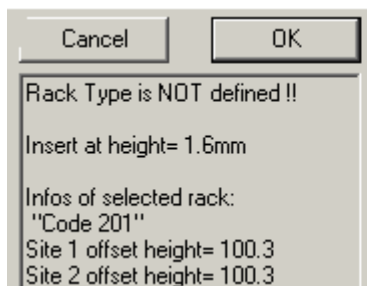 Cancel OK
Rack Type is NOT defined !!
Insert at height= 1.6mm
Infos of selected rack:
"Code 201"
Site 1 offset height= 100.3
Site 2 offset height= 100.3